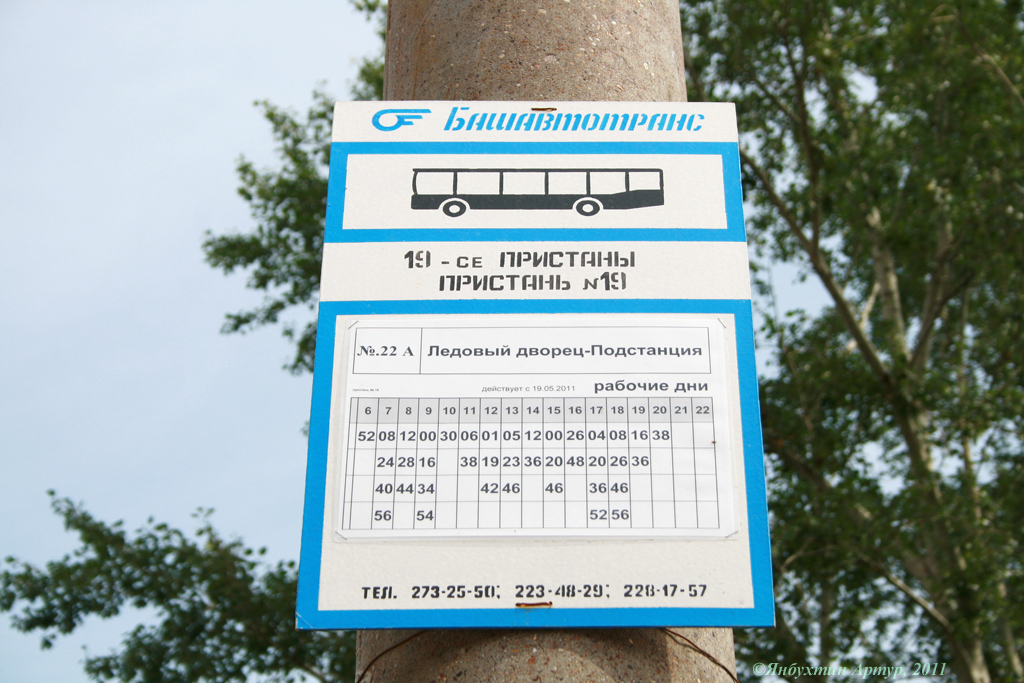 Башавтотранс
19 - се ПРИСТАНЫ
ПРИСТАНЬ N19
№.22 А Ледовый дворец-Подстанция
действует с 19.05.2011 рабочие дни
6 7 8 9 10 11 12 13 14 15 16 17 18 19 20 21 22
52 08 12 00 30 06 01 05 12 00 26 04 08 16 38
24 28 16 38 19 23 36 20 48 20 26 36
40 44 34 42 46 46 36 46
56 54 52 56
ТЕЛ. 273-25-50; 223-48-29; 228-17-57
©Янбухтин Артур, 2011